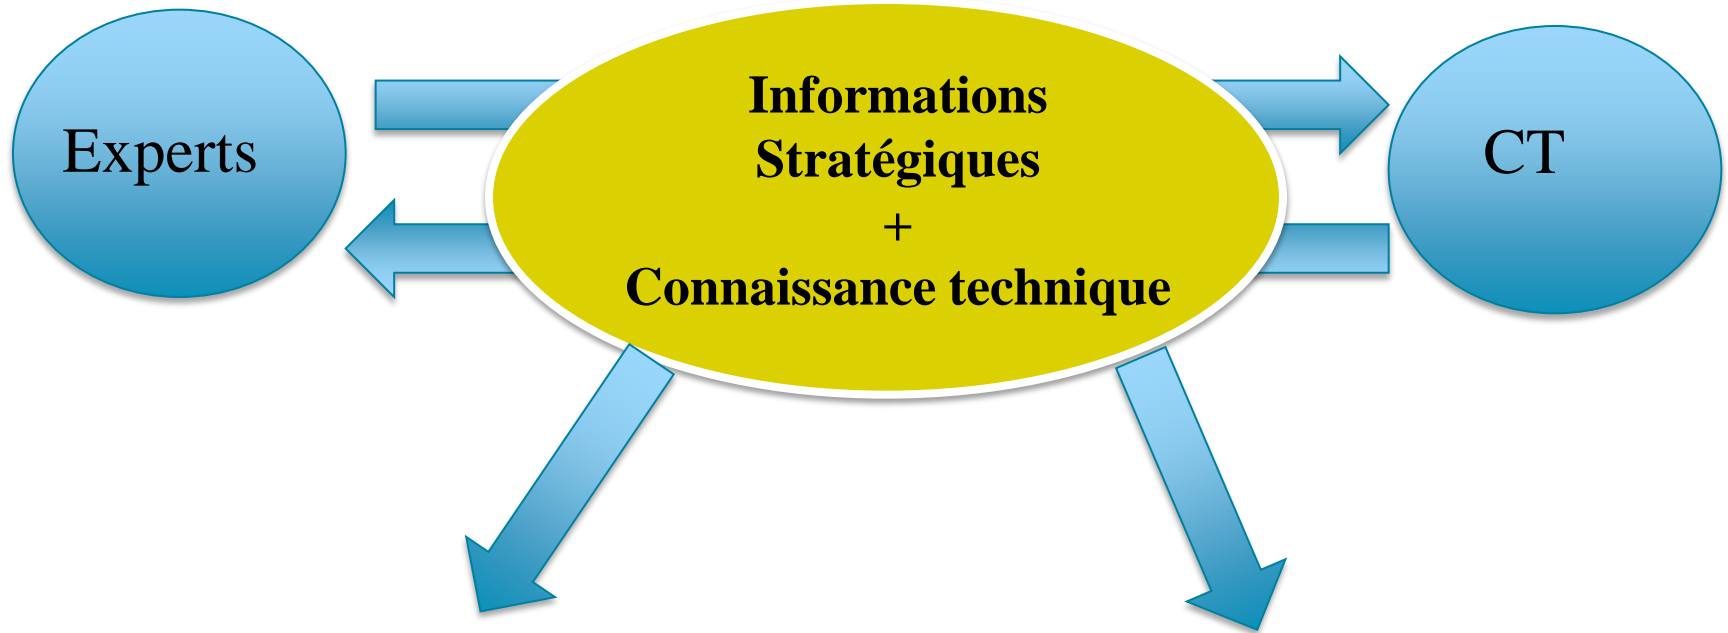 Experts
Informations
Stratégiques
+
Connaissance technique
CT